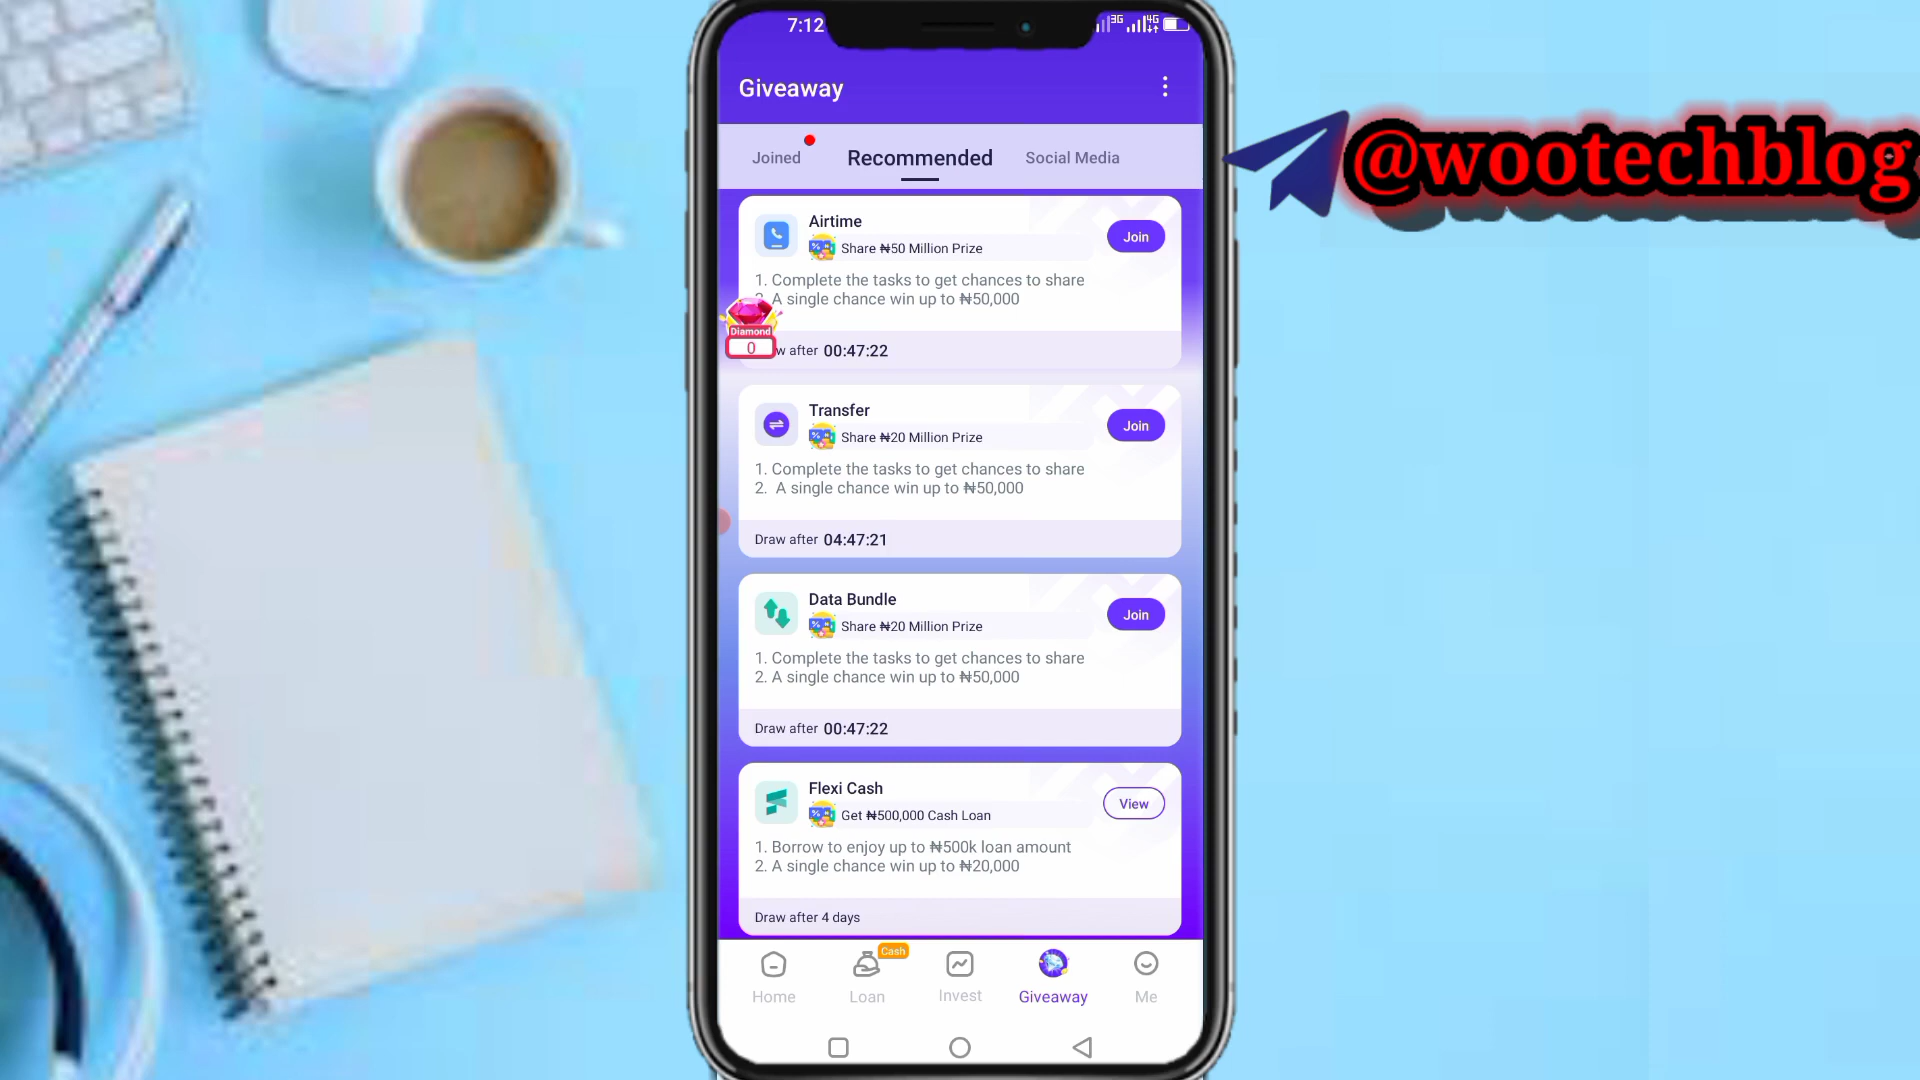 7:12
3G
4G
Giveaway
@wootechblog
Joined
Recommended
Social Media
Airtime
Share ₦50 Million Prize
Join
1. Complete the tasks to get chances to share
2. A single chance win up to ₦50,000
Diamond
0
w after 00:47:22
Transfer
Share ₦20 Million Prize
Join
1. Complete the tasks to get chances to share
2. A single chance win up to ₦50,000
Draw after 04:47:21
Data Bundle
Share ₦20 Million Prize
Join
1. Complete the tasks to get chances to share
2. A single chance win up to ₦50,000
Draw after 00:47:22
Flexi Cash
Get ₦500,000 Cash Loan
View
1. Borrow to enjoy up to ₦500k loan amount
2. A single chance win up to ₦20,000
Draw after 4 days
Cash
Home
Loan
Invest
Giveaway
Me